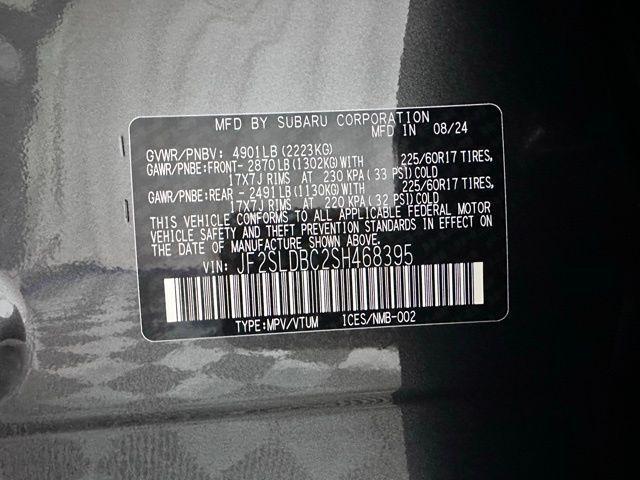 MFD BY SUBARU CORPORATION
MFD IN 08/24
GVWR/PNBV: 4901LB(2223KG)
GAWR/PNBE:FRONT- 2870LB(1302KG)WITH 225/60R17 TIRES,
17X7J RIMS AT 230 KPA( 33 PSI)COLD
GAWR/PNBE:REAR - 2491LB(1130KG)WITH 225/60R17 TIRES,
17X7J RIMS AT 220 KPA( 32 PSI)COLD
THIS VEHICLE CONFORMS TO ALL APPLICABLE FEDERAL MOTOR
VEHICLE SAFETY AND THEFT PREVENTION STANDARDS IN EFFECT ON
THE DATE OF MANUFACTURE SHOWN ABOVE.
VIN: JF2SLDBC2SH468395
TYPE:MPV/VTUM ICES/NMB-002